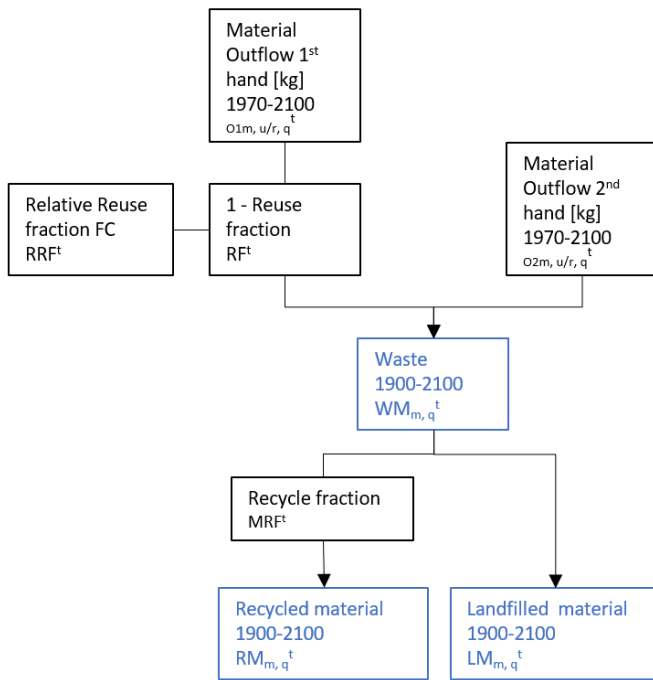 Material
Outflow 1st
hand [kg]
1970-2100
O1m, u/r, q t
Material
Outflow 2nd
hand [kg]
1970-2100
O2m, u/r, q t
Relative Reuse
fraction FC
RRFt
1 - Reuse
fraction
RFt
Waste
1900-2100
WMm, q t
Recycle fraction
MRFt
Recycled material
1900-2100
RMm, q t
Landfilled material
1900-2100
LMm, q t